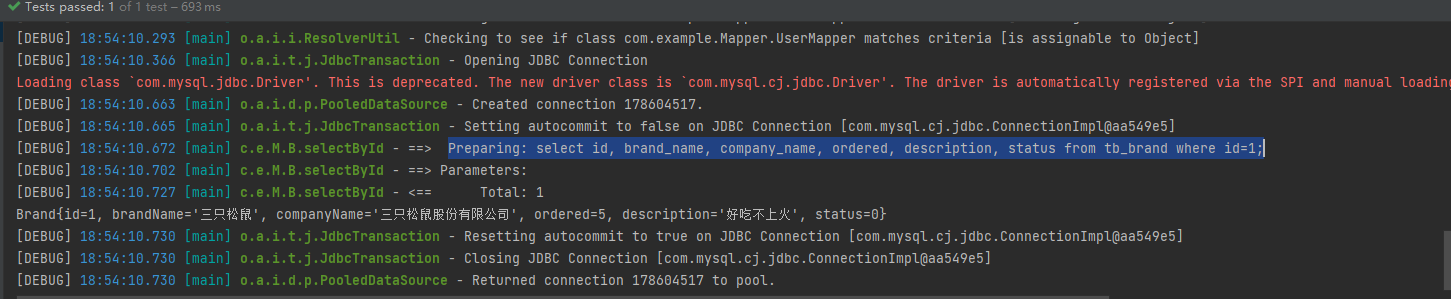 Tests passed: 1 of 1 test – 693 ms
[DEBUG] 18:54:10.293 [main] o.a.i.i.ResolverUtil - Checking to see if class com.example.Mapper.UserMapper matches criteria [is assignable to Object]
[DEBUG] 18:54:10.366 [main] o.a.i.t.j.JdbcTransaction - Opening JDBC Connection
Loading class `com.mysql.jdbc.Driver'. This is deprecated. The new driver class is `com.mysql.cj.jdbc.Driver'. The driver is automatically registered via the SPI and manual loading
[DEBUG] 18:54:10.663 [main] o.a.i.d.p.PooledDataSource - Created connection 178604517.
[DEBUG] 18:54:10.665 [main] o.a.i.t.j.JdbcTransaction - Setting autocommit to false on JDBC Connection [com.mysql.cj.jdbc.ConnectionImpl@aa549e5]
[DEBUG] 18:54:10.672 [main] c.e.M.B.selectById - ==>  Preparing: select id, brand_name, company_name, ordered, description, status from tb_brand where id=1;
[DEBUG] 18:54:10.702 [main] c.e.M.B.selectById - ==> Parameters:
[DEBUG] 18:54:10.727 [main] c.e.M.B.selectById - <==      Total: 1
Brand{id=1, brandName='三只松鼠', companyName='三只松鼠股份有限公司', ordered=5, description='好吃不上火', status=0}
[DEBUG] 18:54:10.730 [main] o.a.i.t.j.JdbcTransaction - Resetting autocommit to true on JDBC Connection [com.mysql.cj.jdbc.ConnectionImpl@aa549e5]
[DEBUG] 18:54:10.730 [main] o.a.i.t.j.JdbcTransaction - Closing JDBC Connection [com.mysql.cj.jdbc.ConnectionImpl@aa549e5]
[DEBUG] 18:54:10.730 [main] o.a.i.d.p.PooledDataSource - Returned connection 178604517 to pool.